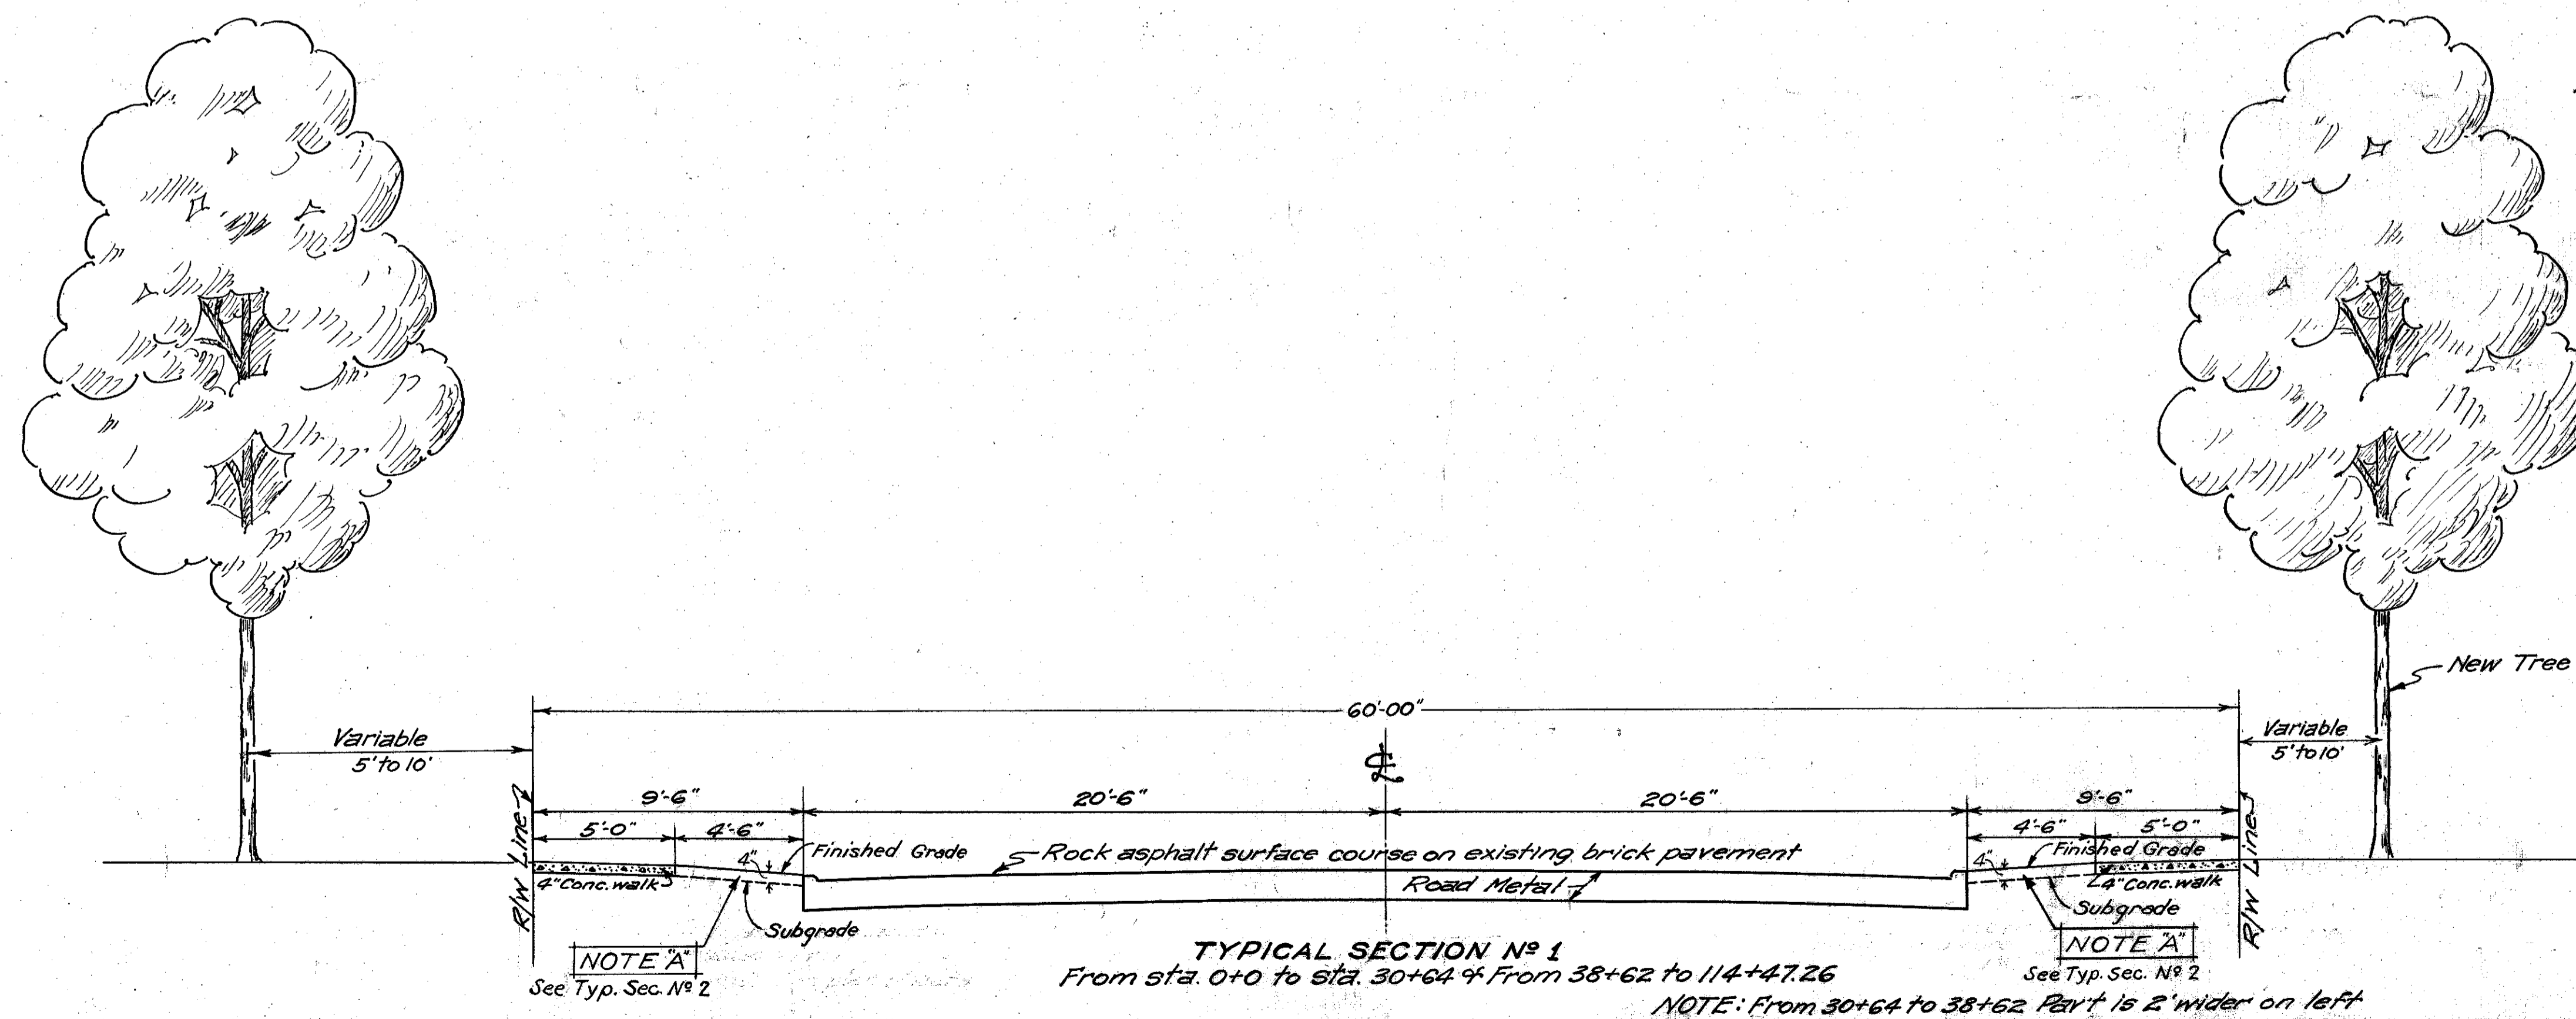 New Tree
60'-00"
Variable
5' to 10'
Variable
5' to 10'
℄
9'-6"
20'-6"
20'-6"
9'-6"
5'-0"
4'-6"
4'-6"
5'-0"
R/W Line
4"
Finished Grade
Rock asphalt surface course on existing brick pavement
4"
Finished Grade
R/W Line
4" Conc. walk
Road Metal
4" Conc. walk
Subgrade
Subgrade
NOTE "A"
See Typ. Sec. Nº 2
NOTE "A"
See Typ. Sec. Nº 2
TYPICAL SECTION Nº 1
From sta. 0+0 to sta. 30+64 & From 38+62 to 114+47.26
NOTE: From 30+64 to 38+62 Pav't is 2' wider on left